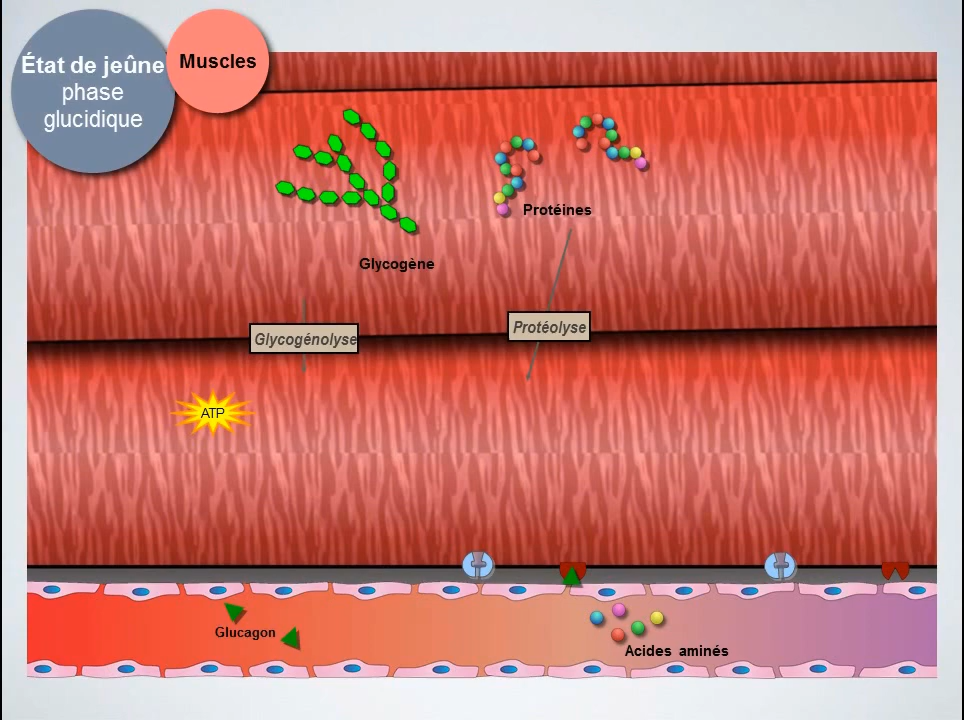 État de jeûne
phase
glucidique
Muscles
Protéines
Glycogène
Glycogénolyse
Protéolyse
ATP
Glucagon
Acides aminés